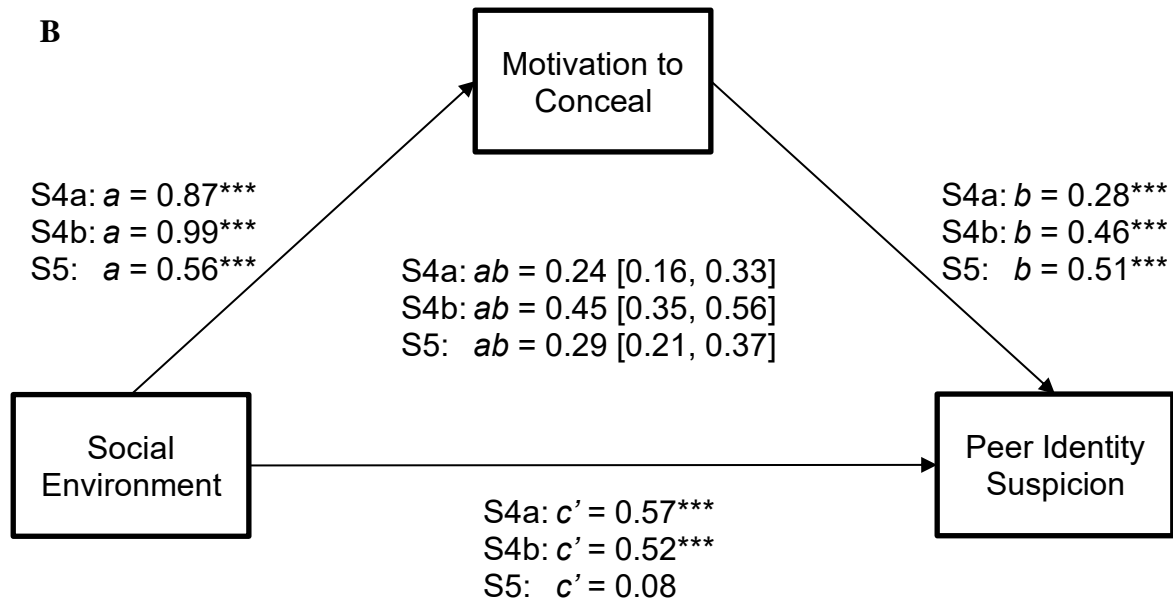 B
Motivation to
Conceal
S4a: a = 0.87***
S4b: a = 0.99***
S5: a = 0.56***
S4a: b = 0.28***
S4b: b = 0.46***
S5: b = 0.51***
S4a: ab = 0.24 [0.16, 0.33]
S4b: ab = 0.45 [0.35, 0.56]
S5: ab = 0.29 [0.21, 0.37]
Social
Environment
Peer Identity
Suspicion
S4a: c’ = 0.57***
S4b: c’ = 0.52***
S5: c’ = 0.08